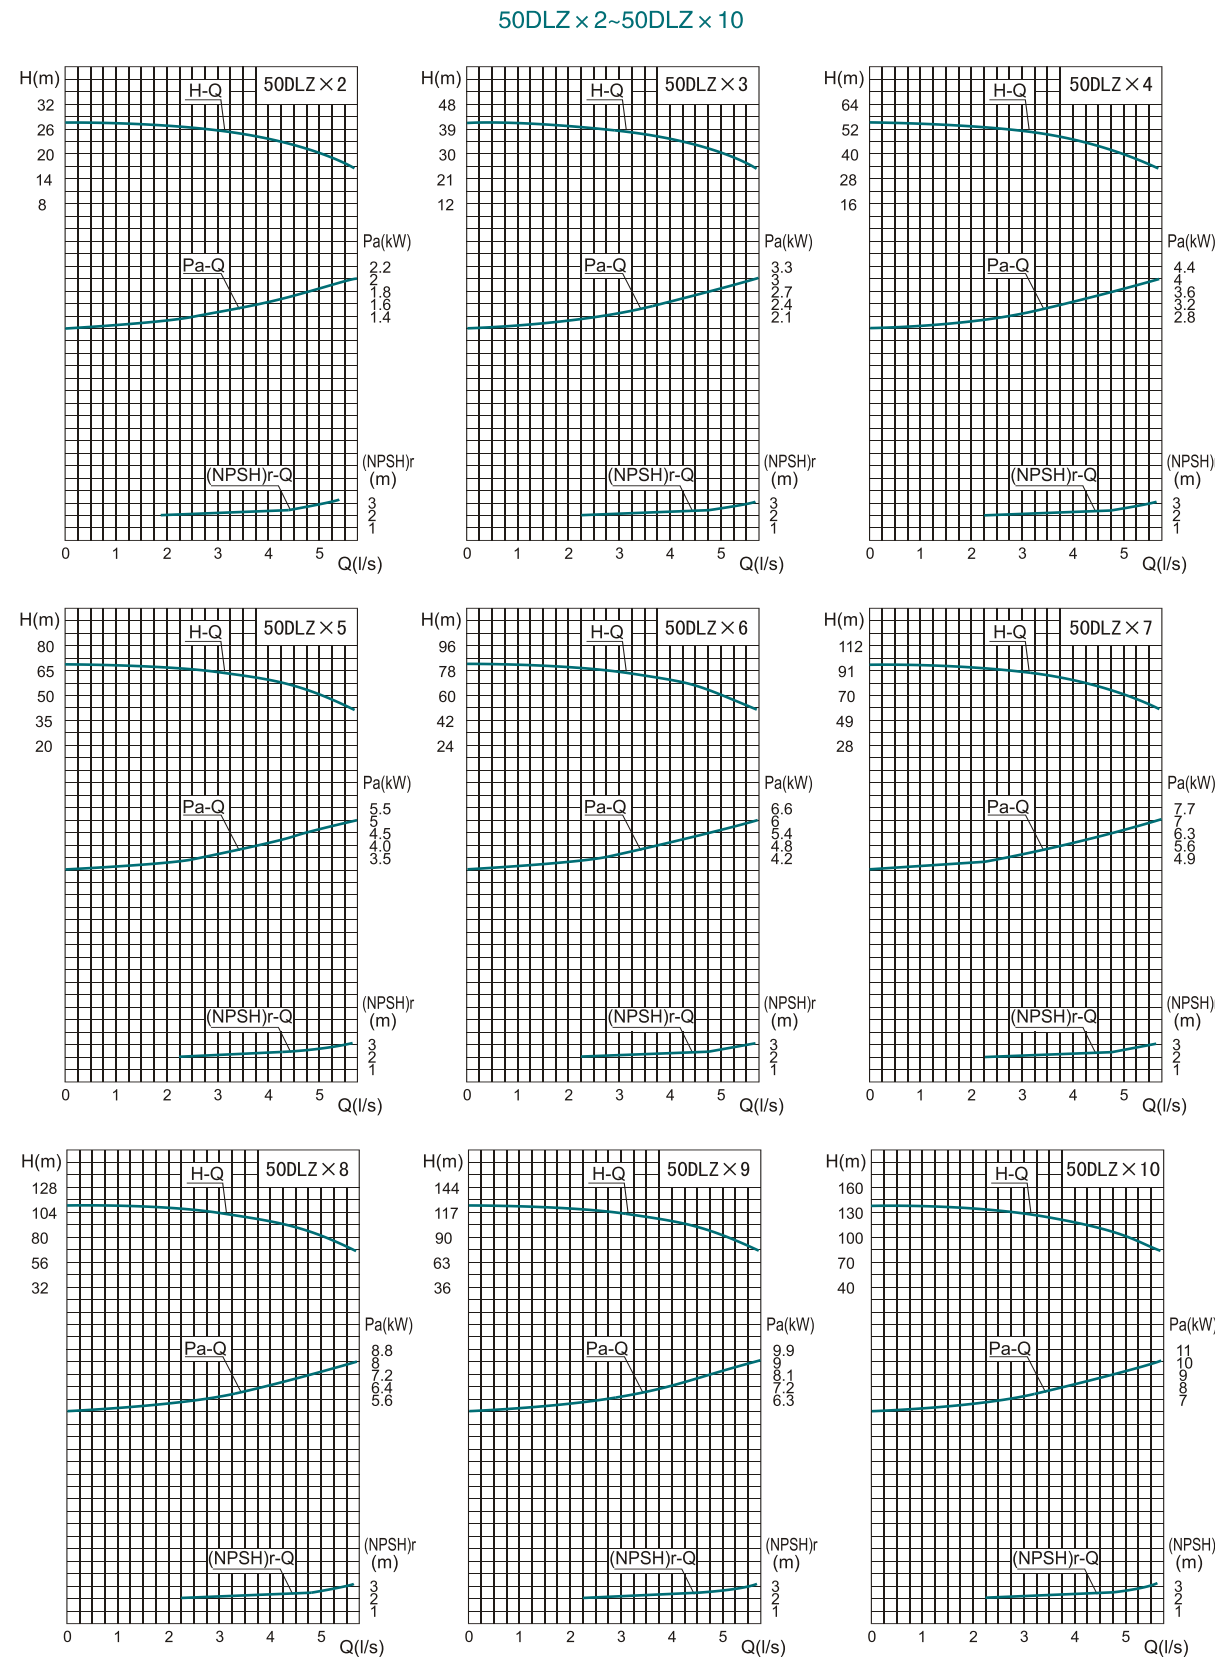 50DLZ×2~50DLZ×10
H(m)
50DLZ×2
H-Q
32
26
20
14
8
Pa(kW)
Pa-Q
2.2
2
1.8
1.6
1.4
(NPSH)r
(NPSH)r-Q
(m)
3
2
1
0 1 2 3 4 5
Q(l/s)
H(m)
50DLZ×3
H-Q
48
39
30
21
12
Pa(kW)
Pa-Q
3.3
3
2.7
2.4
2.1
(NPSH)r
(NPSH)r-Q
(m)
3
2
1
0 1 2 3 4 5
Q(l/s)
H(m)
50DLZ×4
H-Q
64
52
40
28
16
Pa(kW)
Pa-Q
4.4
4
3.6
3.2
2.8
(NPSH)
(NPSH)r-Q
(m)
3
2
1
0 1 2 3 4 5
Q(l/s)
H(m)
50DLZ×5
H-Q
80
65
50
35
20
Pa(kW)
Pa-Q
5.5
5
4.5
4.0
3.5
(NPSH)r
(NPSH)r-Q
(m)
3
2
1
0 1 2 3 4 5
Q(l/s)
H(m)
50DLZ×6
H-Q
96
78
60
42
24
Pa(kW)
Pa-Q
6.6
6
5.4
4.8
4.2
(NPSH)r
(NPSH)r-Q
(m)
3
2
1
0 1 2 3 4 5
Q(l/s)
H(m)
50DLZ×7
H-Q
112
91
70
49
28
Pa(kW)
Pa-Q
7.7
7
6.3
5.6
4.9
(NPSH)
(NPSH)r-Q
(m)
3
2
1
0 1 2 3 4 5
Q(l/s)
H(m)
50DLZ×8
H-Q
128
104
80
56
32
Pa(kW)
Pa-Q
8.8
8
7.2
6.4
5.6
(NPSH)r
(NPSH)r-Q
(m)
3
2
1
0 1 2 3 4 5
Q(l/s)
H(m)
50DLZ×9
H-Q
144
117
90
63
36
Pa(kW)
Pa-Q
9.9
9
8.1
7.2
6.3
(NPSH)r
(NPSH)r-Q
(m)
3
2
1
0 1 2 3 4 5
Q(l/s)
H(m)
50DLZ×10
H-Q
160
130
100
70
40
Pa(kW)
Pa-Q
11
10
9
8
7
(NPSH)
(NPSH)r-Q
(m)
3
2
1
0 1 2 3 4 5
Q(l/s)